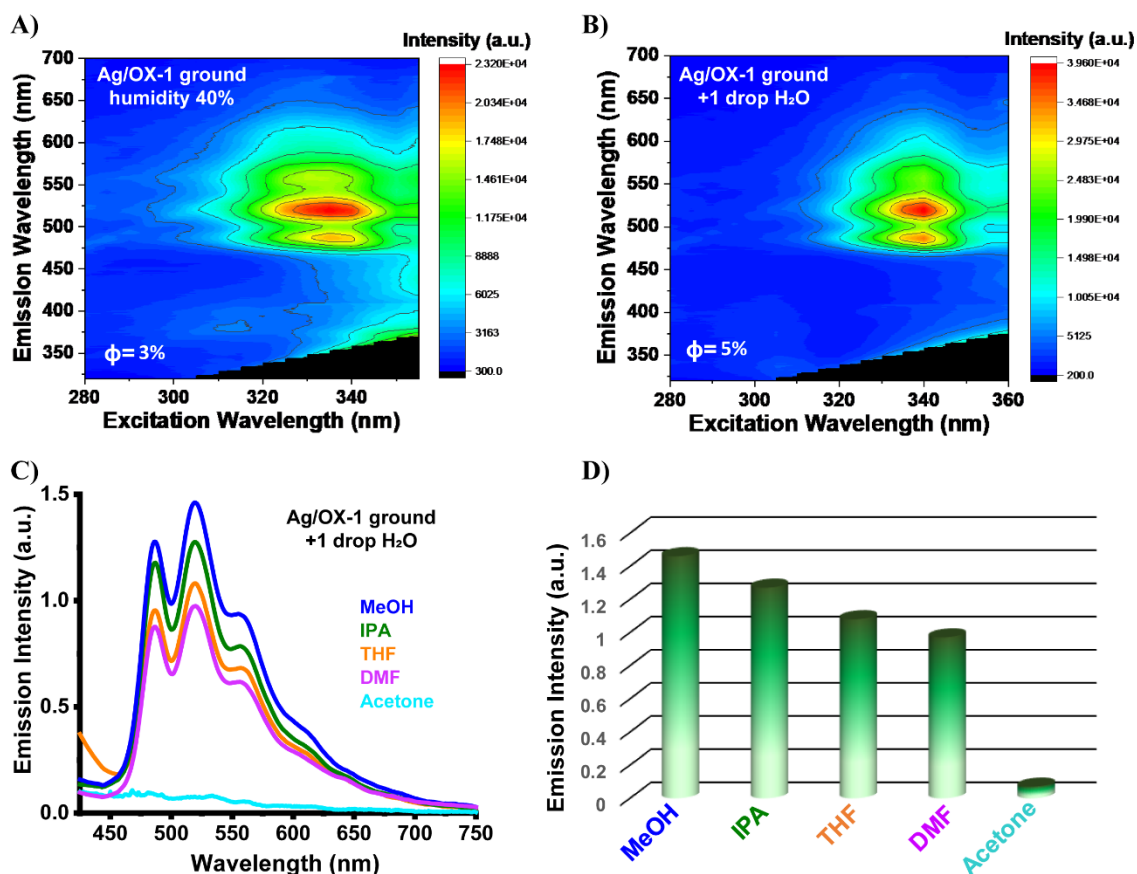 A)
Intensity (a.u.)
Ag/OX-1 ground
humidity 40%
ϕ= 3%
700
650
600
550
500
450
400
350
280
300
320
340
Emission Wavelength (nm)
Excitation Wavelength (nm)
2.320E+04
2.034E+04
1.748E+04
1.461E+04
1.175E+04
8888
6025
3163
300.0
B)
Intensity (a.u.)
Ag/OX-1 ground
+1 drop H₂O
ϕ= 5%
700
650
600
550
500
450
400
350
280
300
320
340
360
Emission Wavelength (nm)
Excitation Wavelength (nm)
3.960E+04
3.468E+04
2.975E+04
2.483E+04
1.990E+04
1.498E+04
1.005E+04
5125
200.0
C)
Ag/OX-1 ground
+1 drop H₂O
MeOH
IPA
THF
DMF
Acetone
1.5
1.0
0.5
0.0
450
500
550
600
650
700
750
Emission Intensity (a.u.)
Wavelength (nm)
D)
Emission Intensity (a.u.)
1.6
1.4
1.2
1
0.8
0.6
0.4
0.2
0
MeOH
IPA
THF
DMF
Acetone